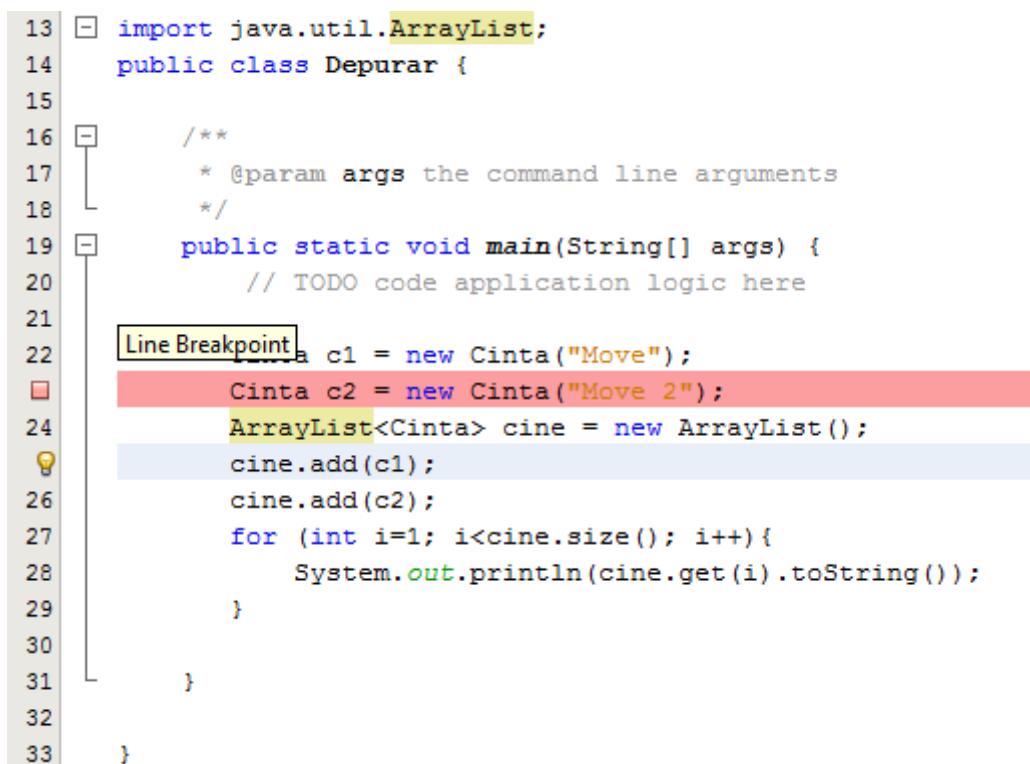 13 import java.util.ArrayList;
14 public class Depurar {
15
16 /**
17 * @param args the command line arguments
18 */
19 public static void main(String[] args) {
20 // TODO code application logic here
21
Line Breakpoint
22 c1 = new Cinta("Move");
Cinta c2 = new Cinta("Move 2");
24 ArrayList<Cinta> cine = new ArrayList();
cine.add(c1);
26 cine.add(c2);
27 for (int i=1; i<cine.size(); i++){
28 System.out.println(cine.get(i).toString());
29 }
30
31 }
32
33 }